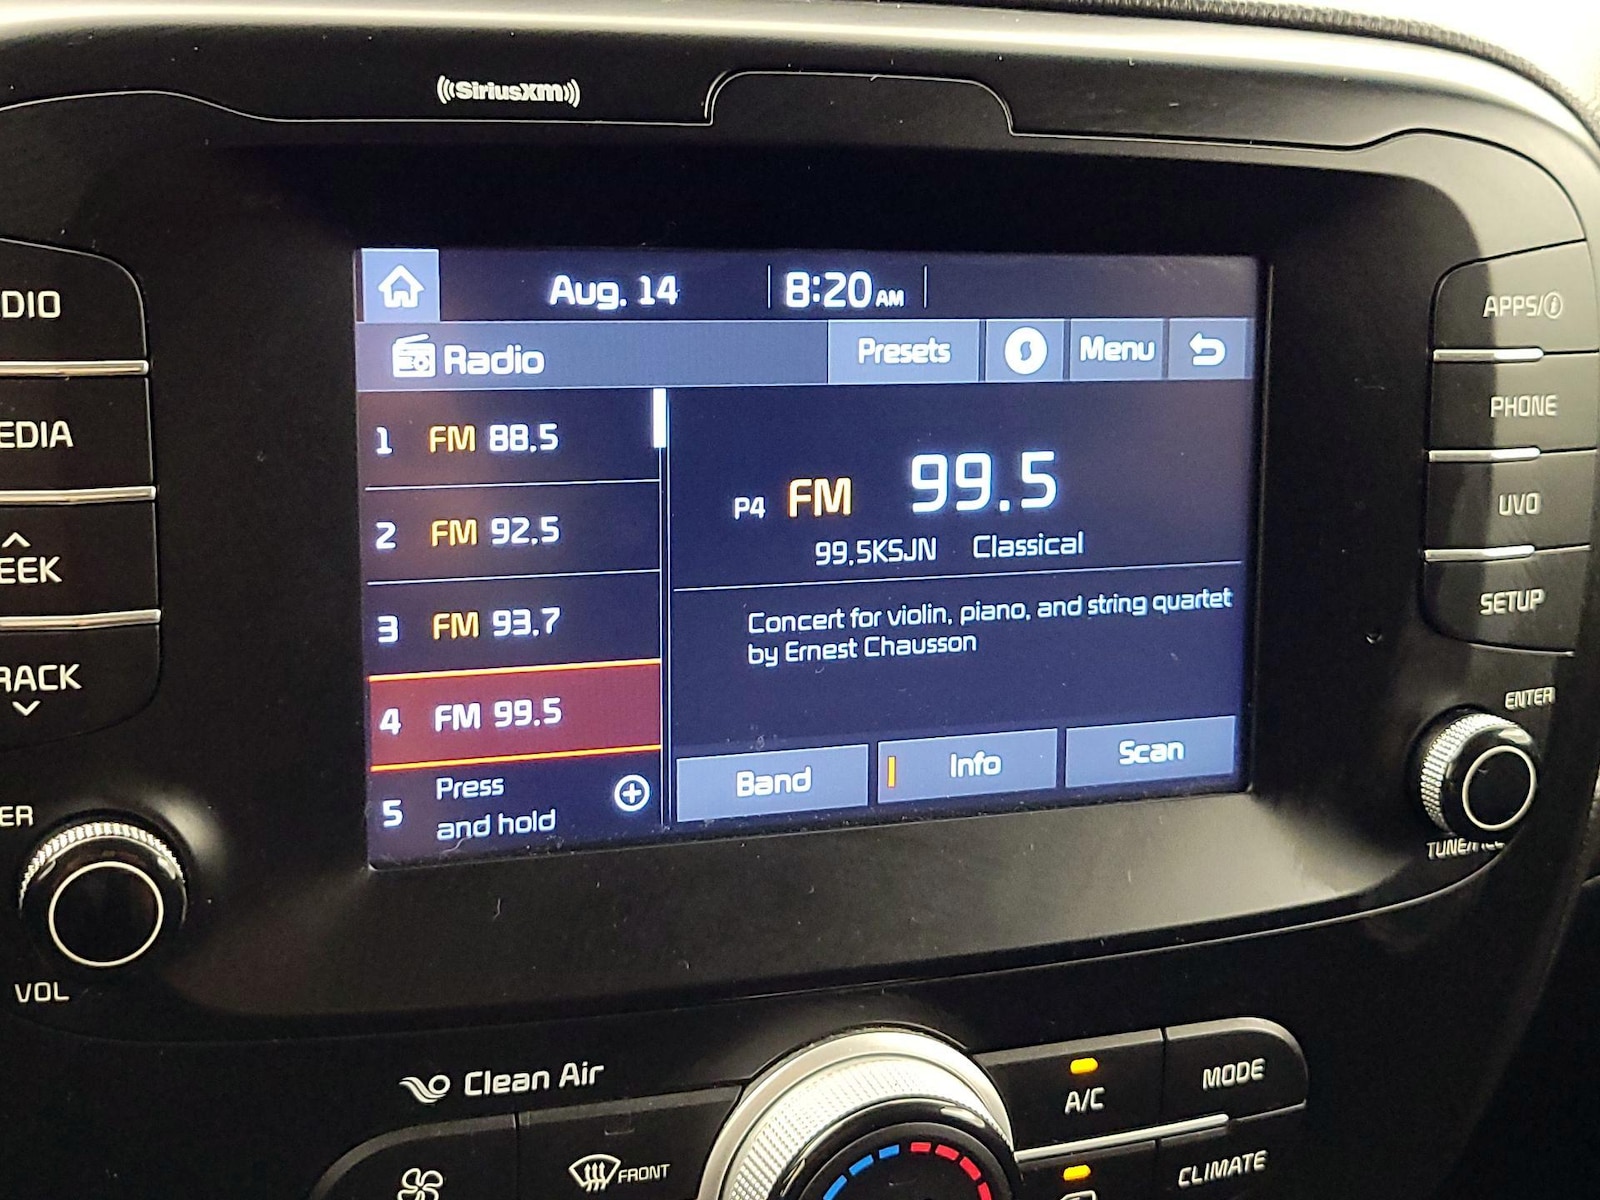 SiriusXM
Aug. 14 8:20 AM
Radio Presets Menu
1 FM 88.5
2 FM 92.5
3 FM 93.7
4 FM 99.5
5 Press
and hold
P4 FM 99.5
99.5KSJN Classical
Concert for violin, piano, and string quartet
by Ernest Chausson
Band Info Scan
DIO
EDIA
EEK
RACK
ER
VOL
APPS/i
PHONE
UVO
SETUP
ENTER
Clean Air
FRONT
A/C
MODE
CLIMATE